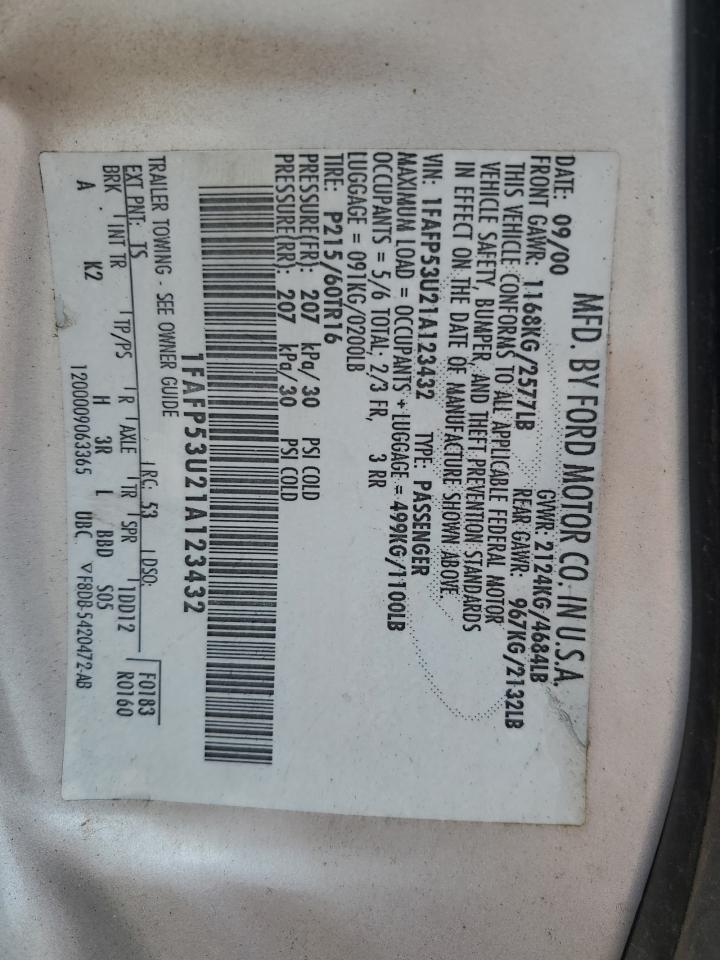 MFD. BY FORD MOTOR CO. IN U.S.A.
DATE: 09/00 GVWR: 2124KG/4684LB
FRONT GAWR: 1168KG/2577LB REAR GAWR: 967KG/2132LB
THIS VEHICLE CONFORMS TO ALL APPLICABLE FEDERAL MOTOR
VEHICLE SAFETY, BUMPER, AND THEFT PREVENTION STANDARDS
IN EFFECT ON THE DATE OF MANUFACTURE SHOWN ABOVE.
VIN: 1FAFP53U21A123432 TYPE: PASSENGER
MAXIMUM LOAD = OCCUPANTS + LUGGAGE = 499KG/1100LB
OCCUPANTS = 5/6 TOTAL; 2/3 FR, 3 RR
LUGGAGE = 091KG/0200LB
TIRE: P215/60TR16
PRESSURE(FR): 207 kPa/30 PSI COLD
PRESSURE(RR): 207 kPa/30 PSI COLD
1FAFP53U21A123432
TRAILER TOWING - SEE OWNER GUIDE
F0183
EXT PNT: TS RC: 53 DSO: R0160
BRK INT TR TP/PS R AXLE TR SPR 1DD12
A K2 H 3R L BBD S05
1200009063365 UBC ▽F8DB-5420472-AB